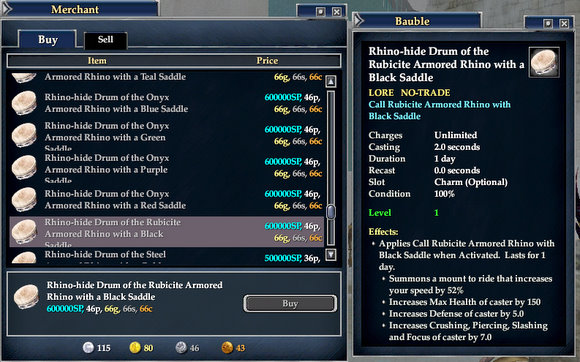 Merchant
Buy
Sell
Item Price
Armored Rhino with a Teal Saddle 66g, 66s, 66c
Rhino-hide Drum of the Onyx 600000SP, 46p,
Armored Rhino with a Blue Saddle 66g, 66s, 66c
Rhino-hide Drum of the Onyx 600000SP, 46p,
Armored Rhino with a Green 66g, 66s, 66c
Saddle
Rhino-hide Drum of the Onyx 600000SP, 46p,
Armored Rhino with a Purple 66g, 66s, 66c
Saddle
Rhino-hide Drum of the Onyx 600000SP, 46p,
Armored Rhino with a Red Saddle 66g, 66s, 66c
Rhino-hide Drum of the Rubicite 600000SP, 46p,
Armored Rhino with a Black 66g, 66s, 66c
Saddle
Rhino-hide Drum of the Steel 500000SP, 36p,
Rhino-hide Drum of the Rubicite Armored
Rhino with a Black Saddle
600000SP, 46p, 66g, 66s, 66c
Buy
115 80 46 43
Bauble
Rhino-hide Drum of the
Rubicite Armored Rhino with a
Black Saddle
LORE NO-TRADE
Call Rubicite Armored Rhino with
Black Saddle
Charges Unlimited
Casting 2.0 seconds
Duration 1 day
Recast 0.0 seconds
Slot Charm (Optional)
Condition 100%
Level 1
Effects:
• Applies Call Rubicite Armored Rhino with
Black Saddle when Activated. Lasts for 1
day.
• Summons a mount to ride that increases
your speed by 52%
• Increases Max Health of caster by 150
• Increases Defense of caster by 5.0
• Increases Crushing, Piercing, Slashing
and Focus of caster by 7.0